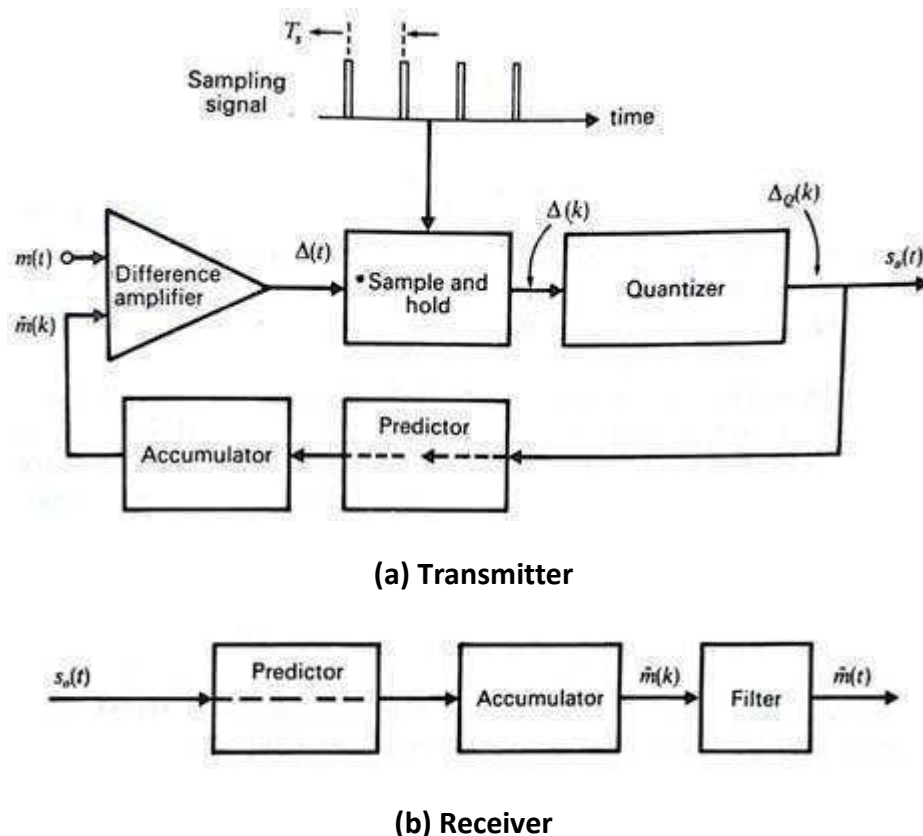 Tₛ
Sampling
signal
time
Δ(k)
Δ_Q(k)
m(t)
Δ(t)
sₒ(t)
Difference
amplifier
Sample and
hold
Quantizer
m̂(k)
Accumulator
Predictor
(a) Transmitter
sₒ(t)
Predictor
Accumulator
m̂(k)
Filter
m̂(t)
(b) Receiver